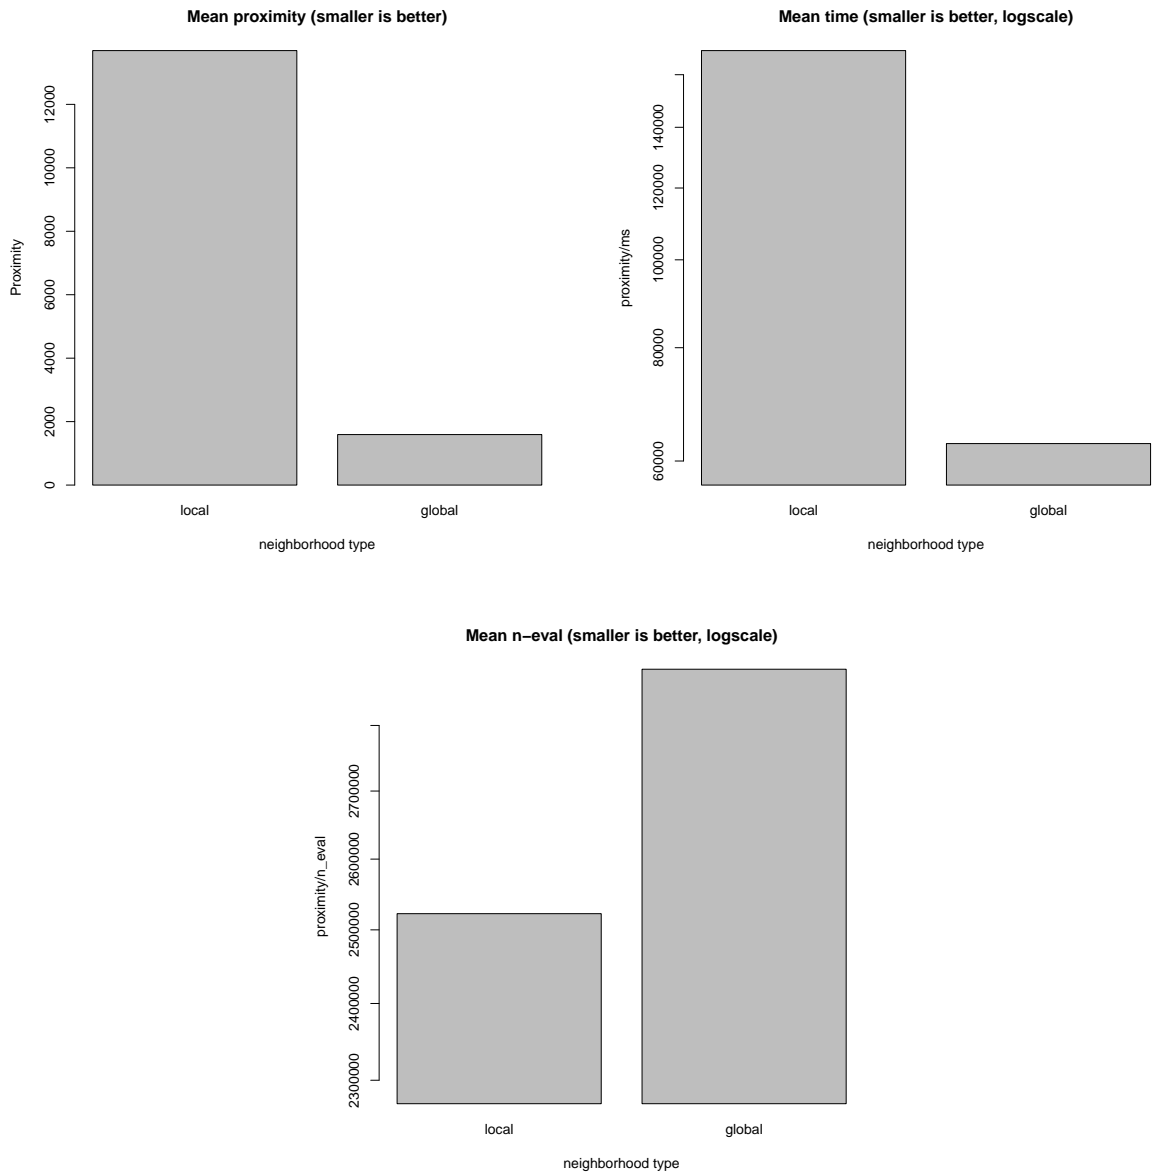 Mean proximity (smaller is better)
Proximity
12000
10000
8000
6000
4000
2000
0
local global
neighborhood type
Mean time (smaller is better, logscale)
proximity/ms
140000
120000
100000
80000
60000
local global
neighborhood type
Mean n−eval (smaller is better, logscale)
proximity/n_eval
2700000
2600000
2500000
2400000
2300000
local global
neighborhood type